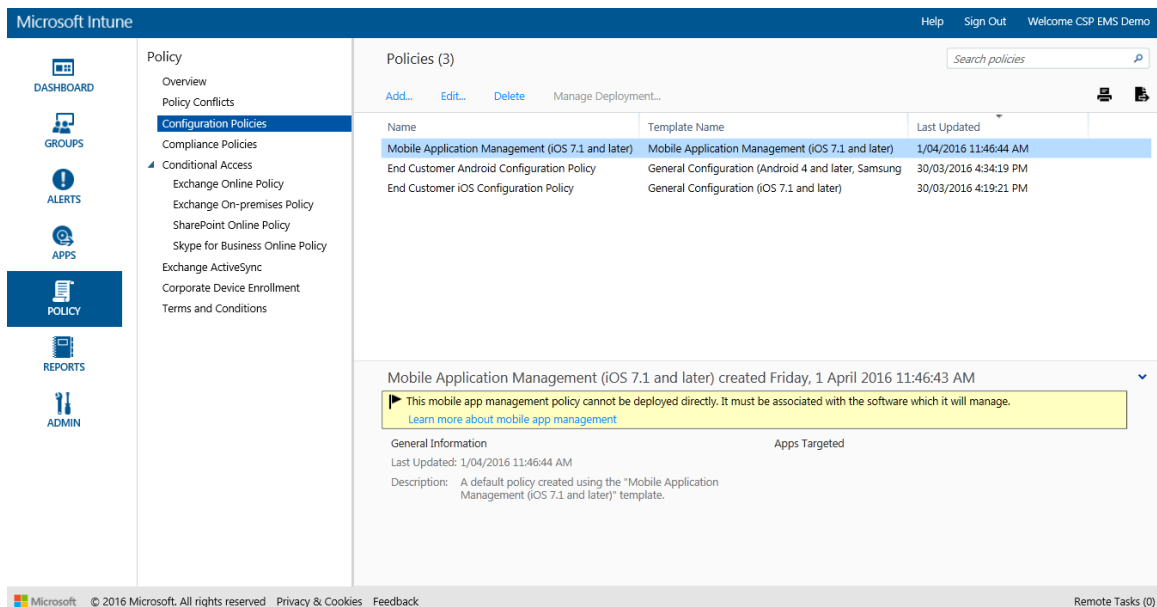 Microsoft Intune
Help Sign Out Welcome CSP EMS Demo
DASHBOARD
GROUPS
ALERTS
APPS
POLICY
REPORTS
ADMIN
Policy
Overview
Policy Conflicts
Configuration Policies
Compliance Policies
Conditional Access
Exchange Online Policy
Exchange On-premises Policy
SharePoint Online Policy
Skype for Business Online Policy
Exchange ActiveSync
Corporate Device Enrollment
Terms and Conditions
Policies (3)
Search policies
Add... Edit... Delete Manage Deployment...
Name Template Name Last Updated
Mobile Application Management (iOS 7.1 and later) Mobile Application Management (iOS 7.1 and later) 1/04/2016 11:46:44 AM
End Customer Android Configuration Policy General Configuration (Android 4 and later, Samsung 30/03/2016 4:34:19 PM
End Customer iOS Configuration Policy General Configuration (iOS 7.1 and later) 30/03/2016 4:19:21 PM
Mobile Application Management (iOS 7.1 and later) created Friday, 1 April 2016 11:46:43 AM
This mobile app management policy cannot be deployed directly. It must be associated with the software which it will manage.
Learn more about mobile app management
General Information Apps Targeted
Last Updated: 1/04/2016 11:46:44 AM
Description: A default policy created using the "Mobile Application
Management (iOS 7.1 and later)" template.
Microsoft © 2016 Microsoft. All rights reserved Privacy & Cookies Feedback Remote Tasks (0)